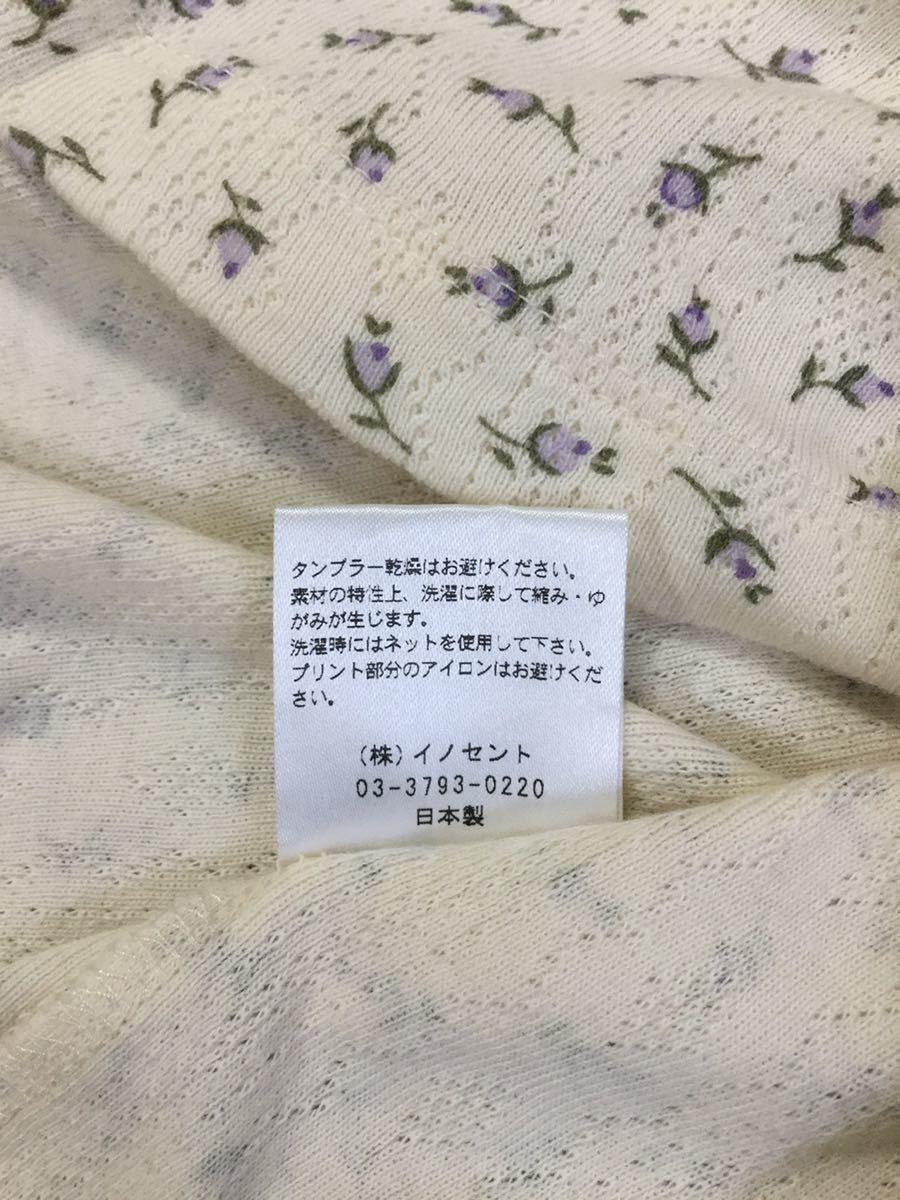 タンブラー乾燥はお避けください。
素材の特性上、洗濯に際して縮み・ゆ
がみが生じます。
洗濯時にはネットを使用して下さい。
プリント部分のアイロンはお避けくだ
さい。
(株)イノセント
03-3793-0220
日本製